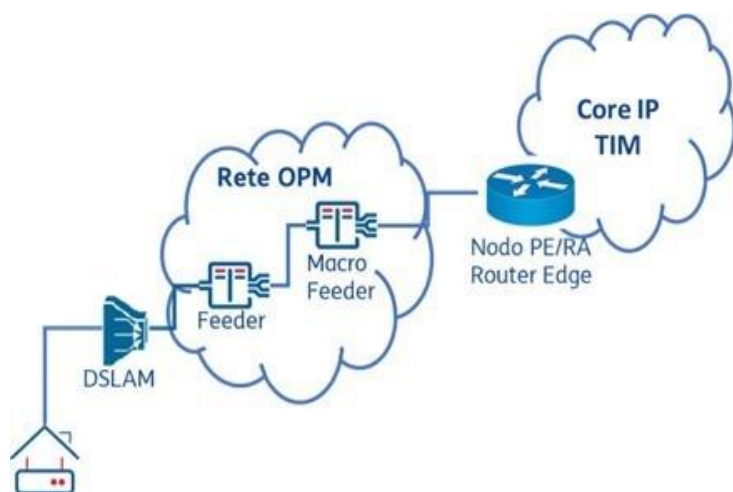 Core IP
TIM
Rete OPM
Nodo PE/RA
Router Edge
Macro
Feeder
Feeder
DSLAM